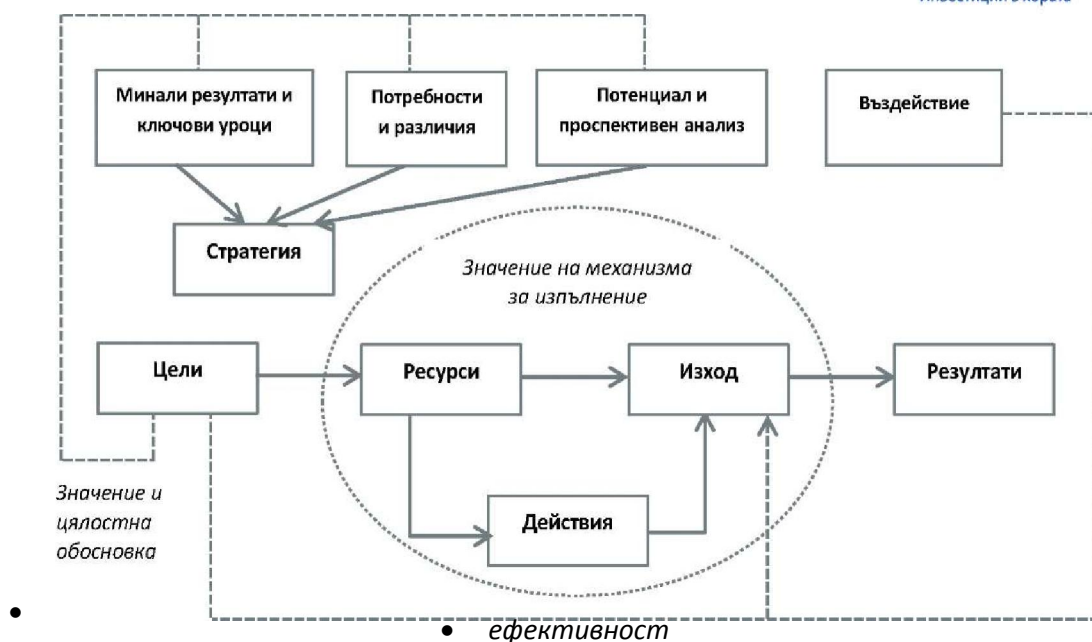 Минали резултати и
ключови уроци
Потребности
и различия
Потенциал и
проспективен анализ
Въздействие
Стратегия
Значение на механизма
за изпълнение
Цели
Ресурси
Изход
Резултати
Значение и
цялостна
обосновка
Действия
• ефективност